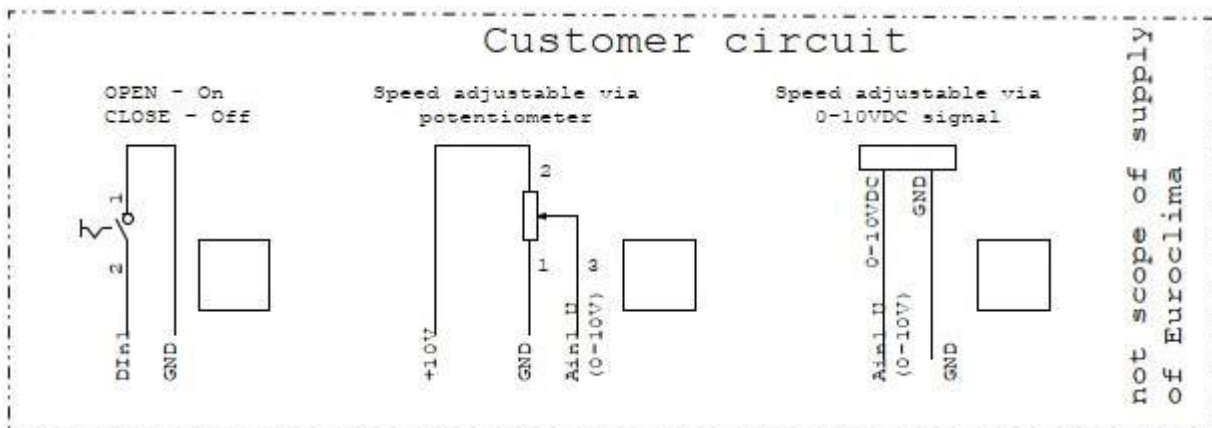 Customer circuit
OPEN - On
CLOSE - Off
1
2
DIn1
GND
Speed adjustable via
potentiometer
2
1
3
+10V
GND
Ain1 U
(0-10V)
Speed adjustable via
0-10VDC signal
0-10VDC
GND
Ain1 U
(0-10V)
GND
not scope of supply
of Euroclima